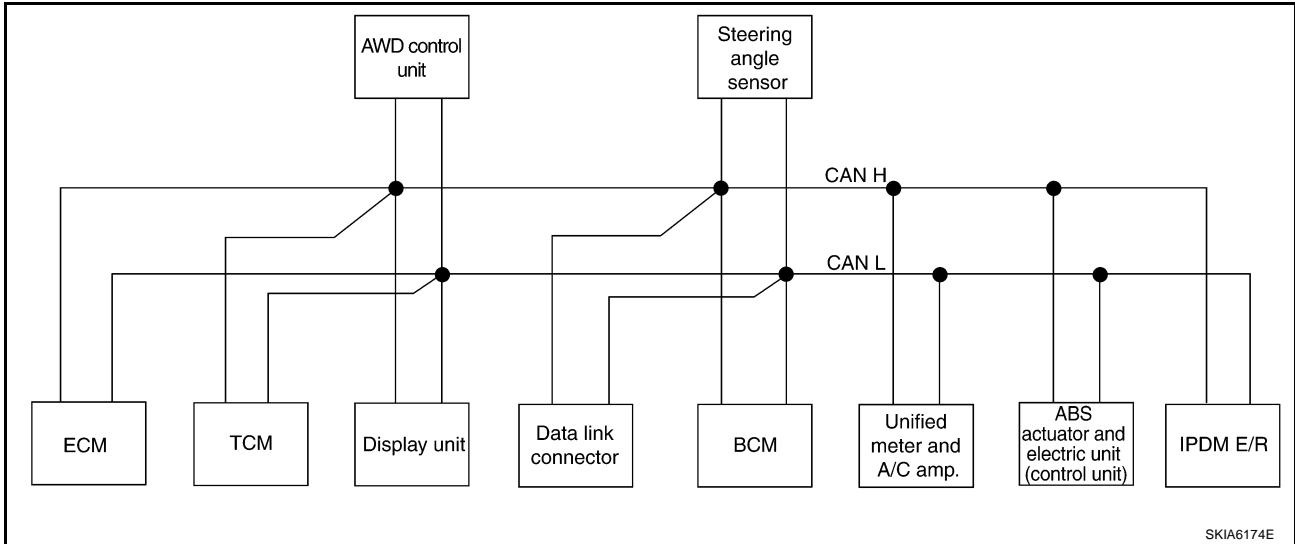 AWD control
unit
Steering
angle
sensor
CAN H
CAN L
ECM
TCM
Display unit
Data link
connector
BCM
Unified
meter and
A/C amp.
ABS
actuator and
electric unit
(control unit)
IPDM E/R
SKIA6174E